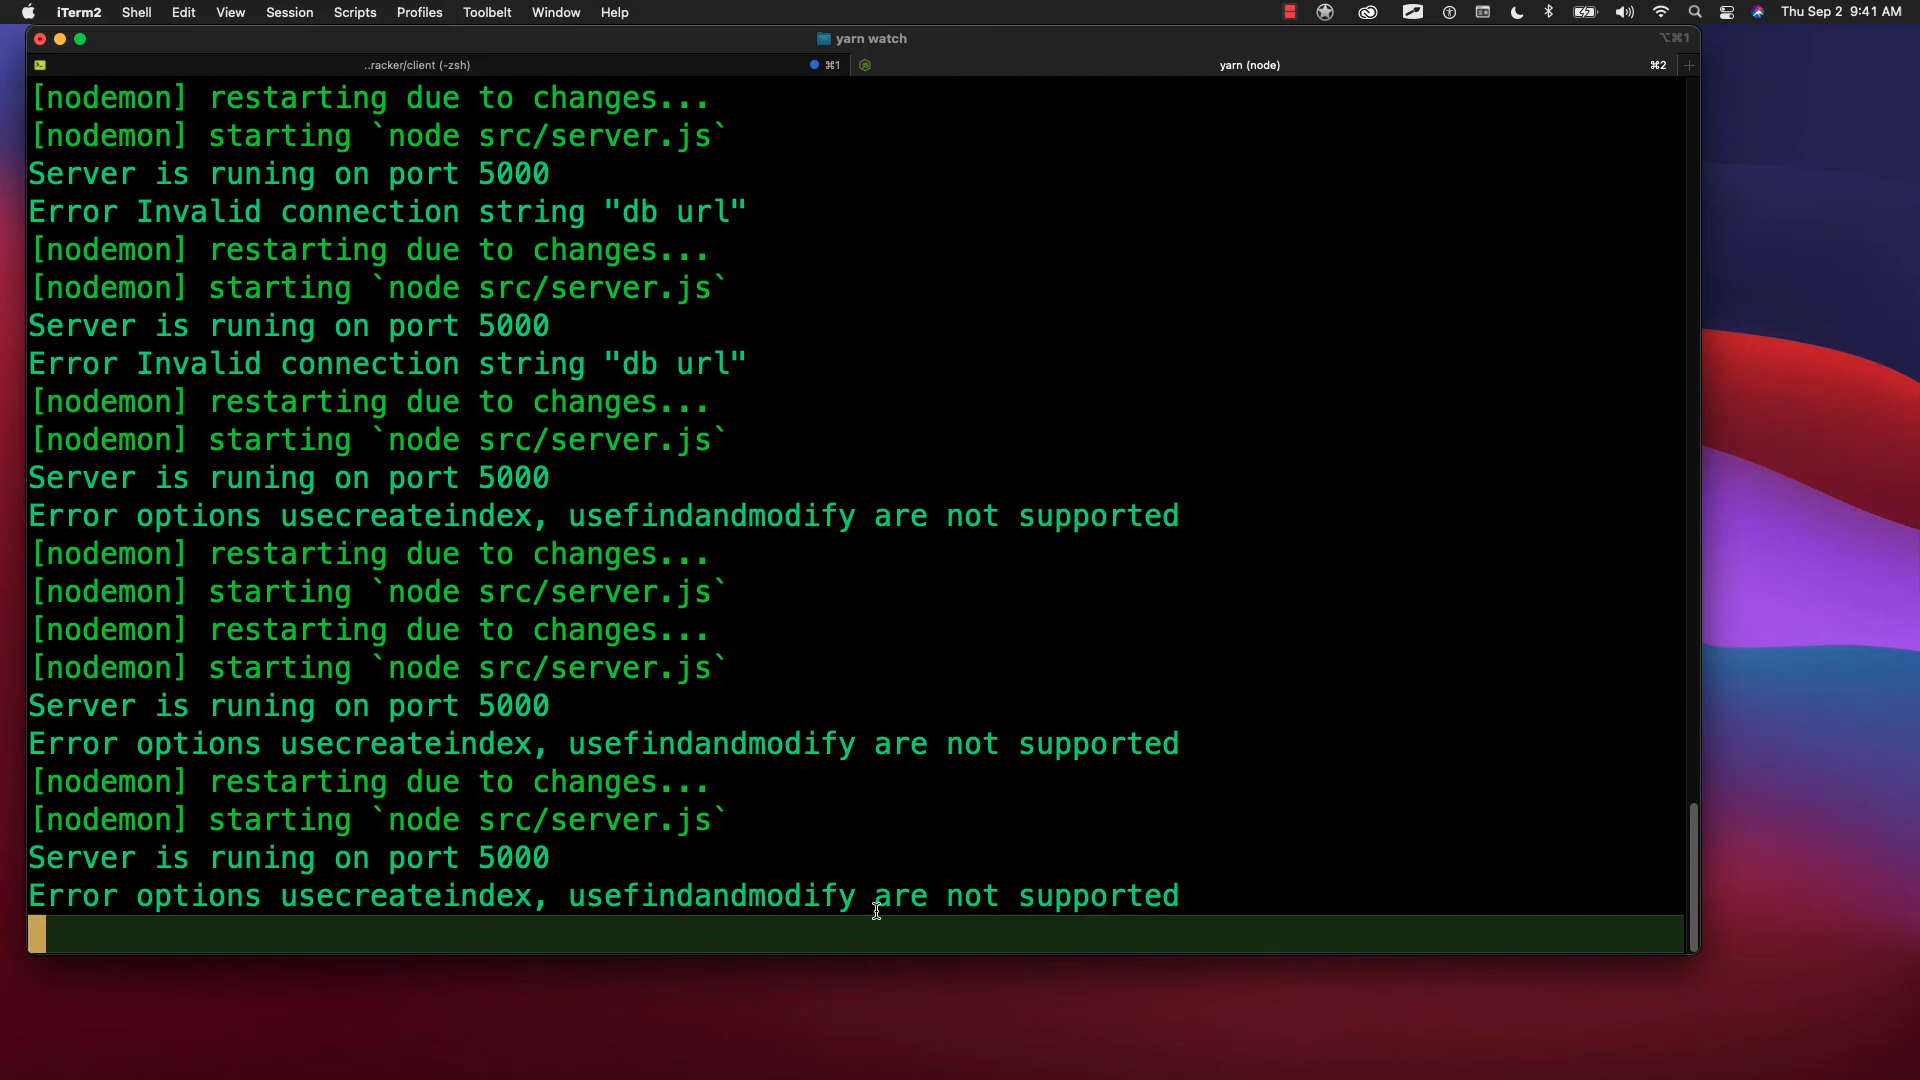 iTerm2 Shell Edit View Session Scripts Profiles Toolbelt Window Help Thu Sep 2 9:41 AM
yarn watch ⌥⌘1
..racker/client (-zsh) ⌘1 yarn (node) ⌘2
[nodemon] restarting due to changes...
[nodemon] starting `node src/server.js`
Server is runing on port 5000
Error Invalid connection string "db url"
[nodemon] restarting due to changes...
[nodemon] starting `node src/server.js`
Server is runing on port 5000
Error Invalid connection string "db url"
[nodemon] restarting due to changes...
[nodemon] starting `node src/server.js`
Server is runing on port 5000
Error options usecreateindex, usefindandmodify are not supported
[nodemon] restarting due to changes...
[nodemon] starting `node src/server.js`
[nodemon] restarting due to changes...
[nodemon] starting `node src/server.js`
Server is runing on port 5000
Error options usecreateindex, usefindandmodify are not supported
[nodemon] restarting due to changes...
[nodemon] starting `node src/server.js`
Server is runing on port 5000
Error options usecreateindex, usefindandmodify are not supported